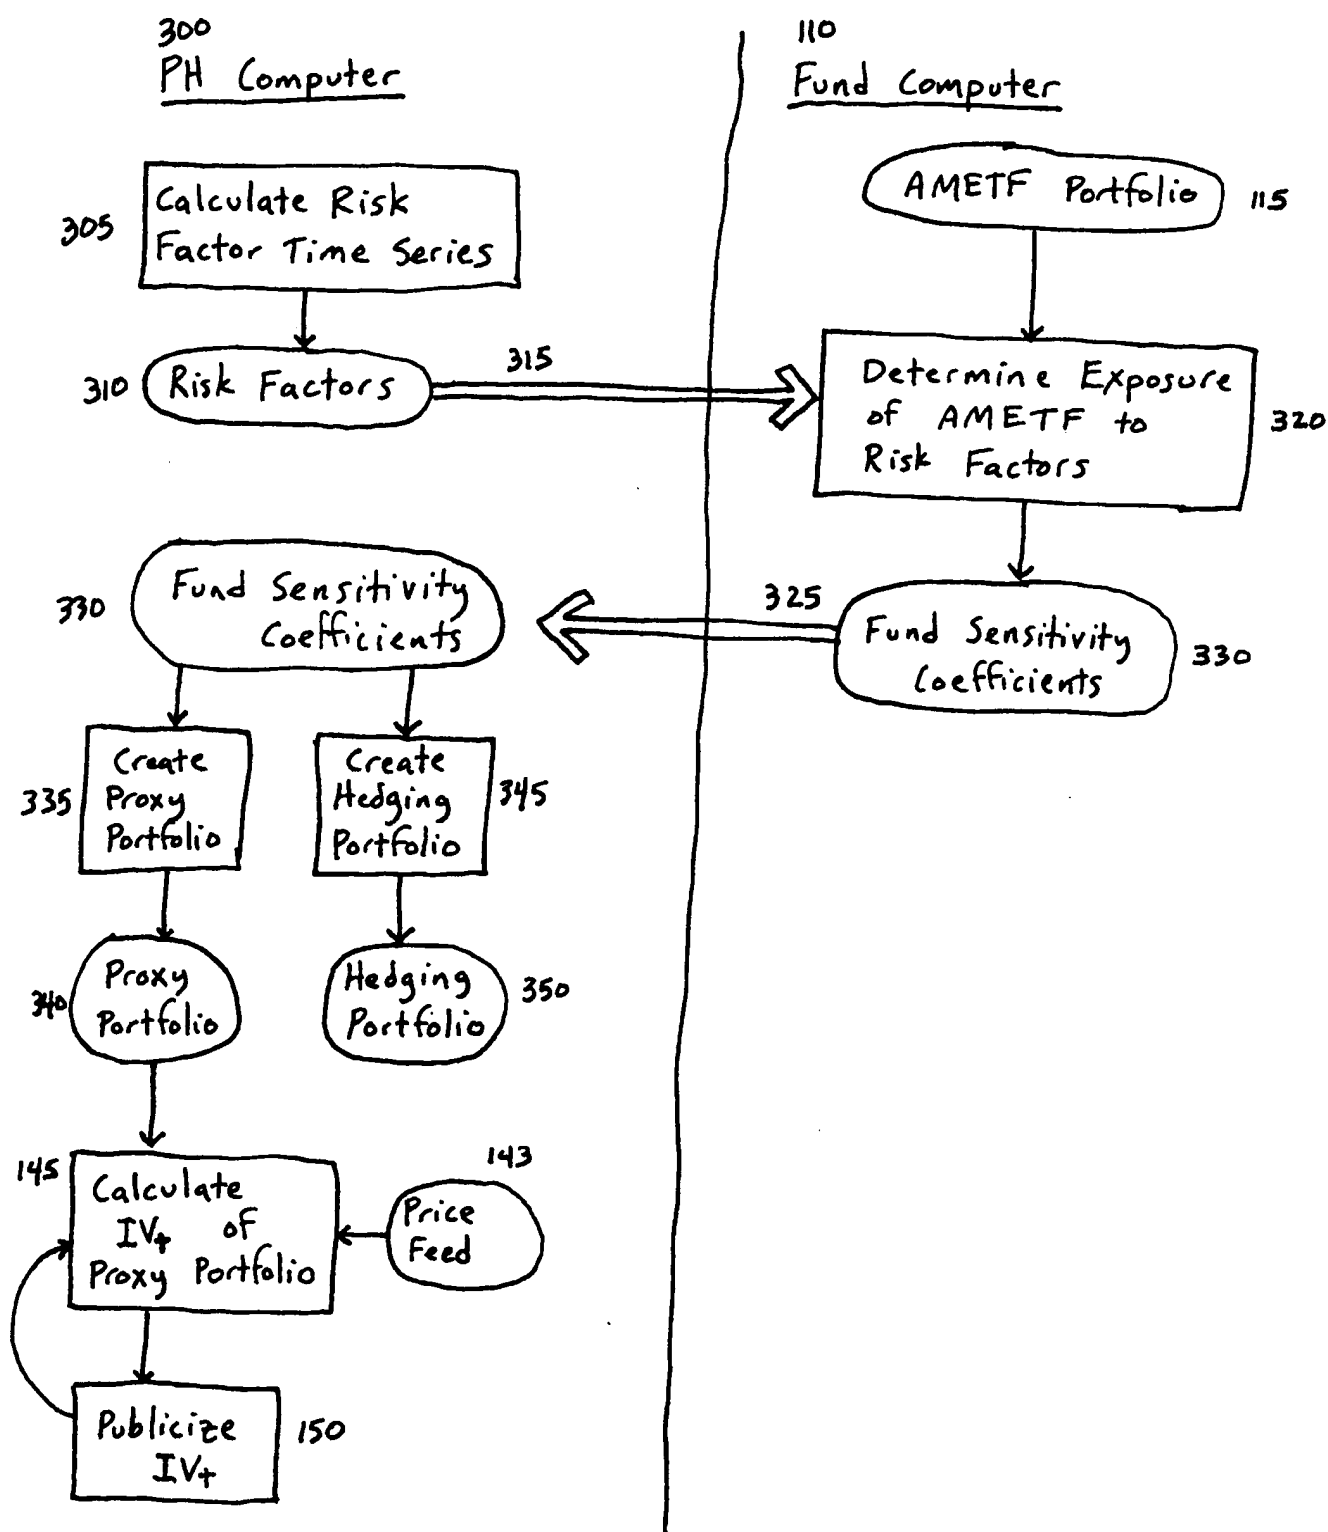 300
PH Computer
110
Fund Computer
305
Calculate Risk
Factor Time Series
AMETF Portfolio
115
310
Risk Factors
315
Determine Exposure
of AMETF to
Risk Factors
320
330
Fund Sensitivity
Coefficients
325
Fund Sensitivity
Coefficients
330
335
Create
Proxy
Portfolio
Create
Hedging
Portfolio
345
340
Proxy
Portfolio
Hedging
Portfolio
350
145
Calculate
IV+ of
Proxy Portfolio
143
Price
Feed
Publicize
IV+
150